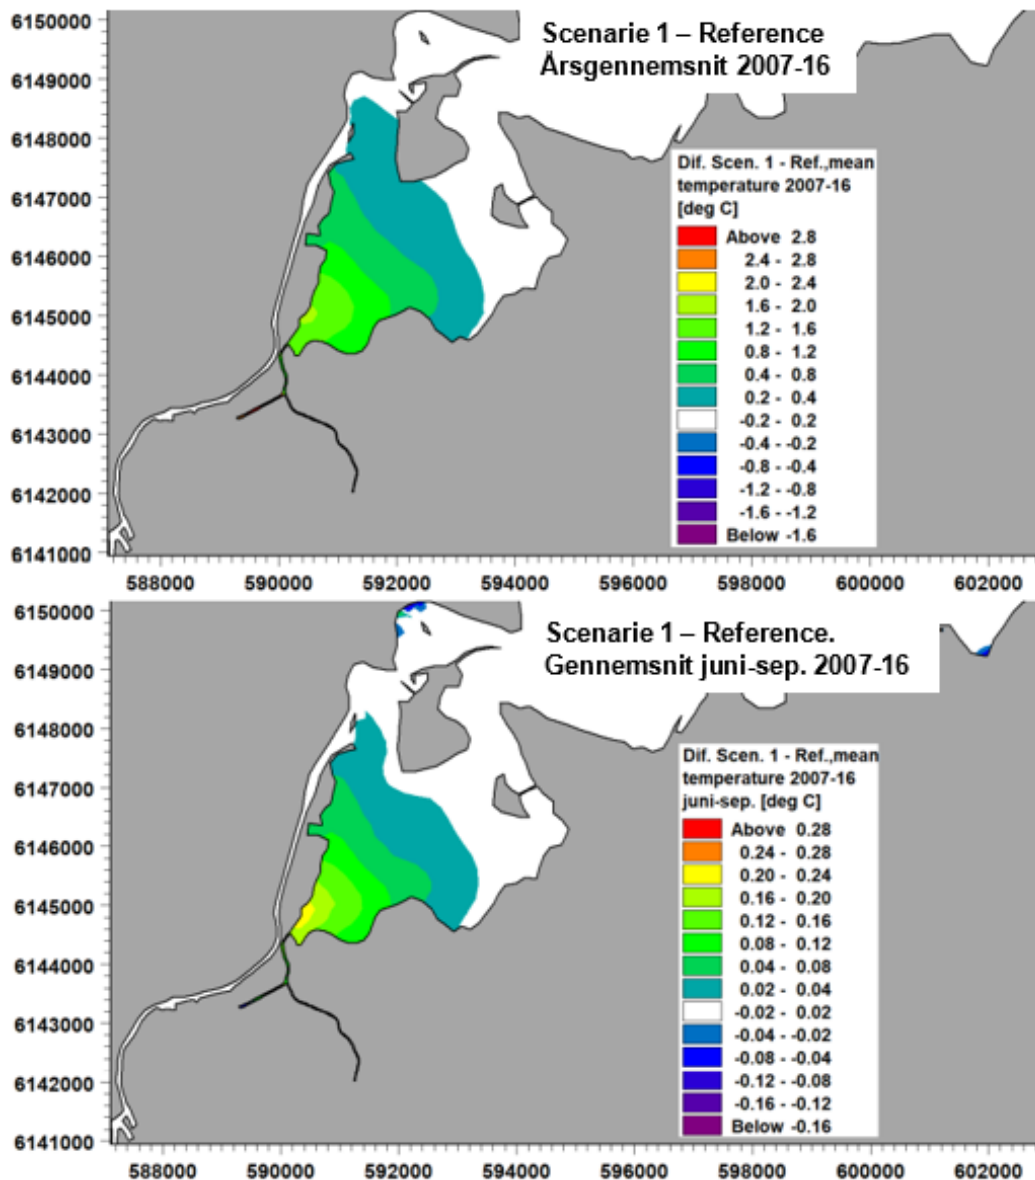 Scenarie 1 – Reference
Årsgennemsnit 2007-16
6150000
6149000
6148000
6147000
6146000
6145000
6144000
6143000
6142000
6141000
Dif. Scen. 1 - Ref.,mean
temperature 2007-16
[deg C]
Above 2.8
2.4 - 2.8
2.0 - 2.4
1.6 - 2.0
1.2 - 1.6
0.8 - 1.2
0.4 - 0.8
0.2 - 0.4
-0.2 - 0.2
-0.4 - -0.2
-0.8 - -0.4
-1.2 - -0.8
-1.6 - -1.2
Below -1.6
588000 590000 592000 594000 596000 598000 600000 602000
Scenarie 1 – Reference.
Gennemsnit juni-sep. 2007-16
6150000
6149000
6148000
6147000
6146000
6145000
6144000
6143000
6142000
6141000
Dif. Scen. 1 - Ref.,mean
temperature 2007-16
juni-sep. [deg C]
Above 0.28
0.24 - 0.28
0.20 - 0.24
0.16 - 0.20
0.12 - 0.16
0.08 - 0.12
0.04 - 0.08
0.02 - 0.04
-0.02 - 0.02
-0.04 - -0.02
-0.08 - -0.04
-0.12 - -0.08
-0.16 - -0.12
Below -0.16
588000 590000 592000 594000 596000 598000 600000 602000